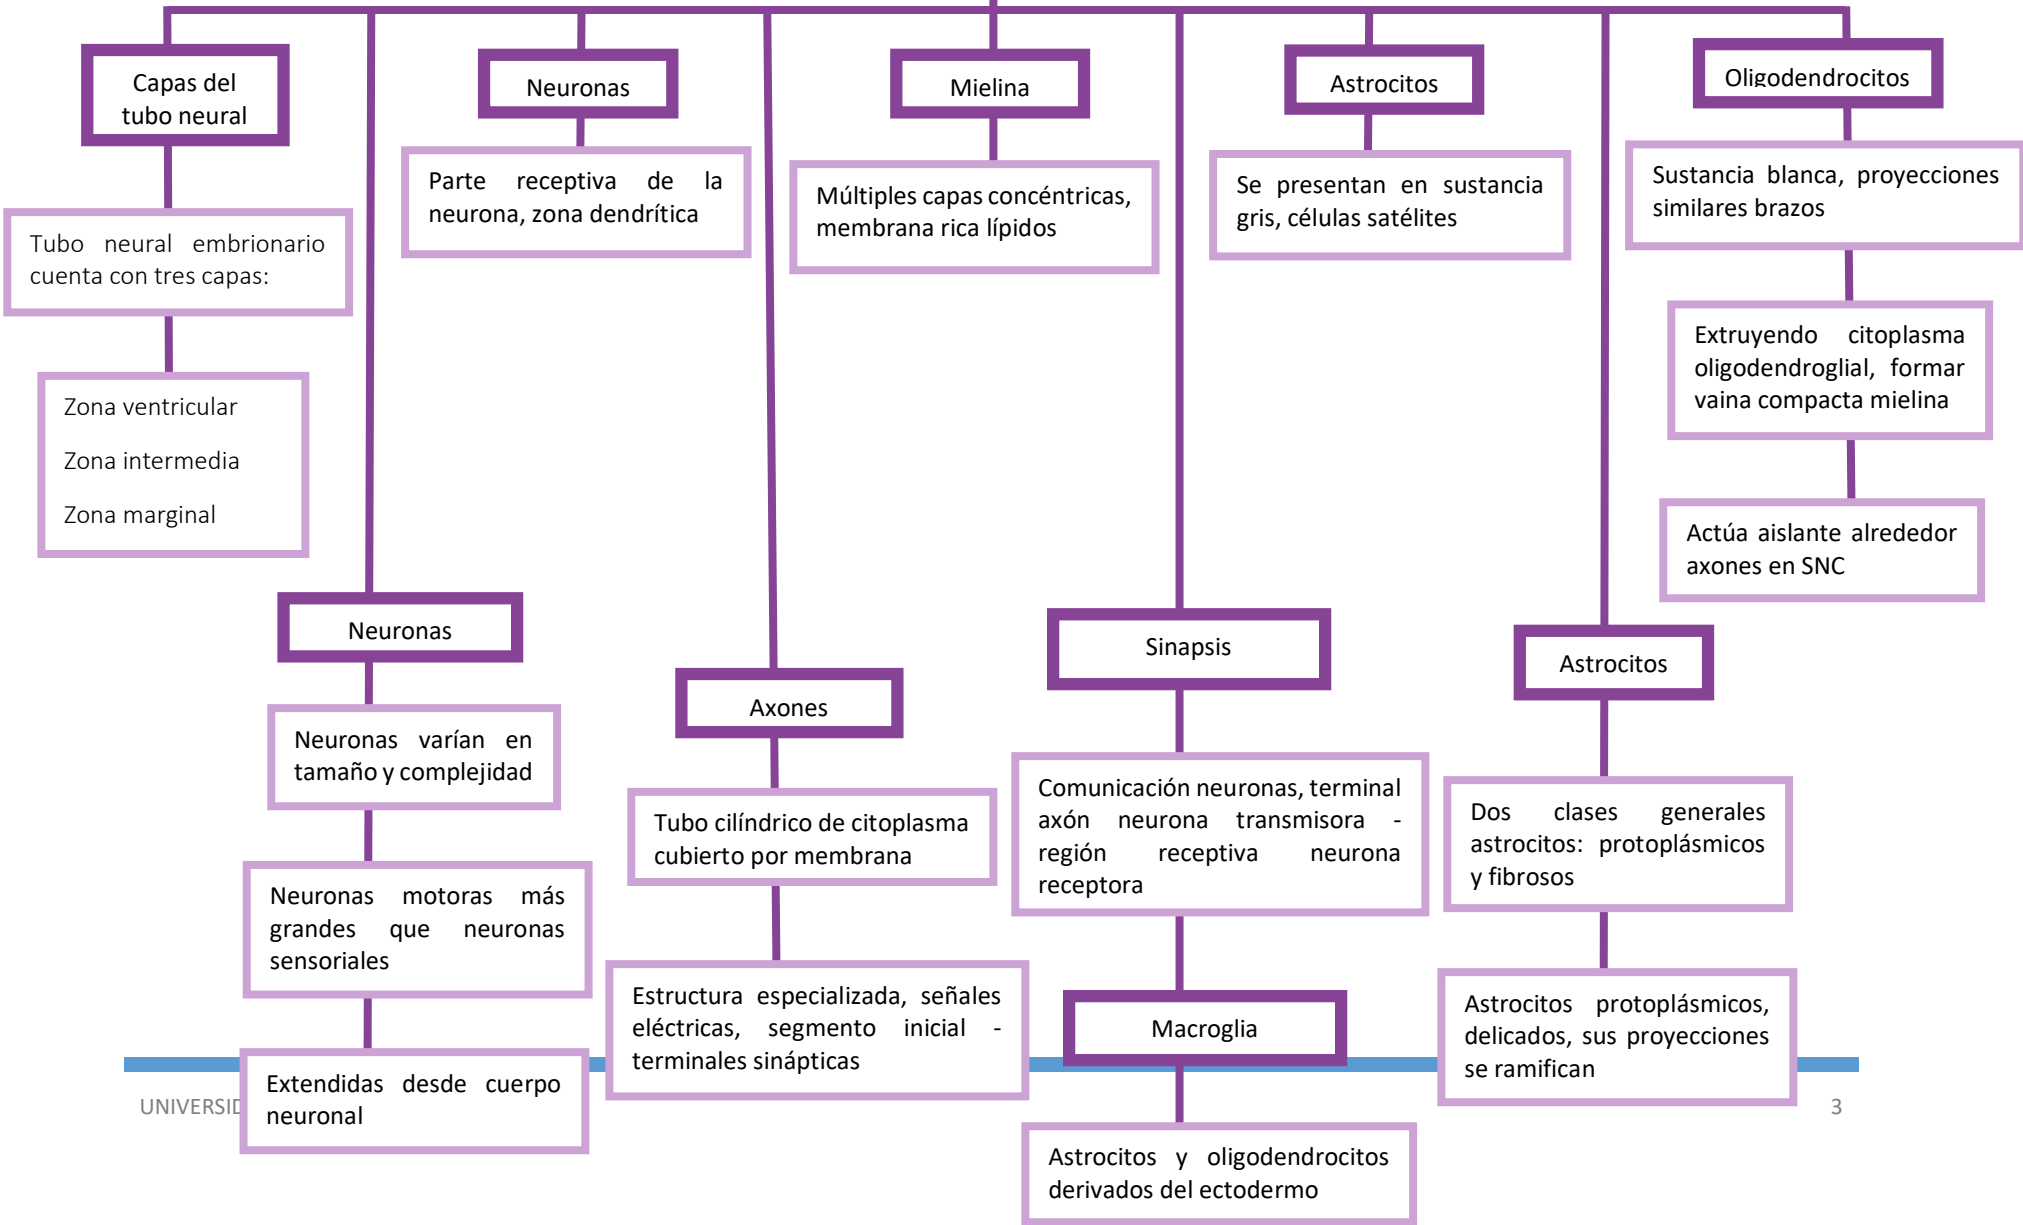 Capas del
tubo neural
Tubo neural embrionario
cuenta con tres capas:
Zona ventricular
Zona intermedia
Zona marginal
Neuronas
Neuronas varían en
tamaño y complejidad
Neuronas motoras más
grandes que neuronas
sensoriales
Extendidas desde cuerpo
neuronal
Neuronas
Parte receptiva de la
neurona, zona dendrítica
Axones
Tubo cilíndrico de citoplasma
cubierto por membrana
Estructura especializada, señales
eléctricas, segmento inicial -
terminales sinápticas
Mielina
Múltiples capas concéntricas,
membrana rica lípidos
Sinapsis
Comunicación neuronas, terminal
axón neurona transmisora -
región receptiva neurona
receptora
Macroglia
Astrocitos y oligodendrocitos
derivados del ectodermo
Astrocitos
Se presentan en sustancia
gris, células satélites
Astrocitos
Dos clases generales
astrocitos: protoplásmicos
y fibrosos
Astrocitos protoplásmicos,
delicados, sus proyecciones
se ramifican
Oligodendrocitos
Sustancia blanca, proyecciones
similares brazos
Extruyendo citoplasma
oligodendroglial, formar
vaina compacta mielina
Actúa aislante alrededor
axones en SNC
3